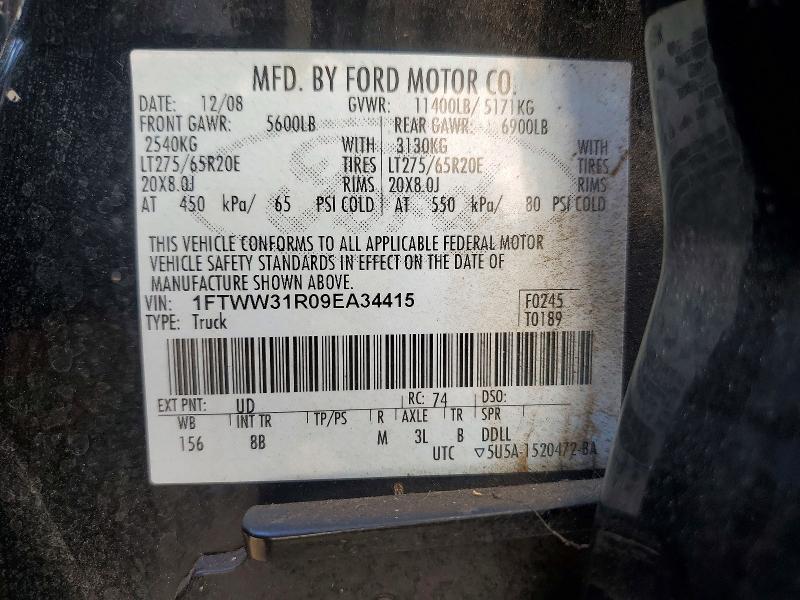 MFD. BY FORD MOTOR CO.
DATE: 12/08 GVWR: 11400LB/ 5171KG
FRONT GAWR: 5600LB REAR GAWR: 6900LB
2540KG WITH 3130KG WITH
LT275/65R20E TIRES LT275/65R20E TIRES
20X8.0J RIMS 20X8.0J RIMS
AT 450 kPa/ 65 PSI COLD AT 550 kPa/ 80 PSI COLD
THIS VEHICLE CONFORMS TO ALL APPLICABLE FEDERAL MOTOR
VEHICLE SAFETY STANDARDS IN EFFECT ON THE DATE OF
MANUFACTURE SHOWN ABOVE.
VIN: 1FTWW31R09EA34415 F0245
TYPE: Truck T0189
EXT PNT: UD RC: 74 DSO:
WB INT TR TP/PS R AXLE TR SPR
156 8B M 3L B DDLL
UTC ▽5U5A-1520472-BA